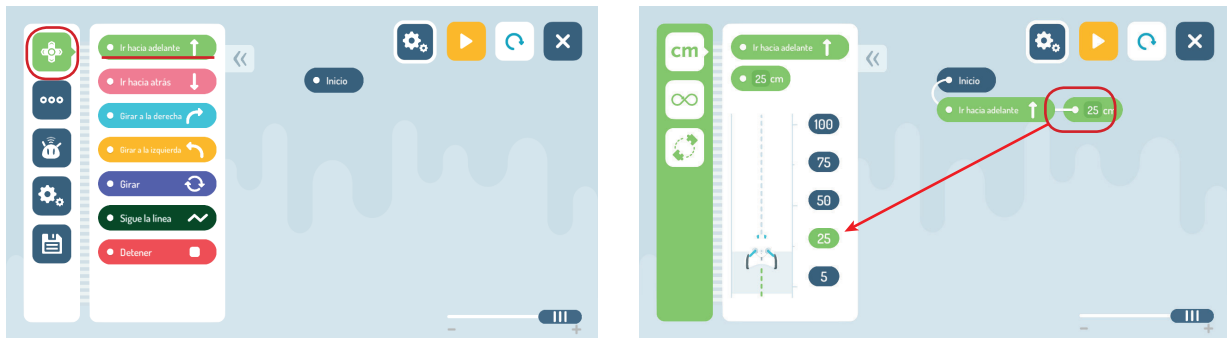 Ir hacia adelante
Ir hacia atrás
Girar a la derecha
Girar a la izquierda
Girar
Sigue la linea
Detener
Inicio
- +
cm
Ir hacia adelante
25 cm
100
75
50
25
5
Inicio
Ir hacia adelante
25 cm
- +